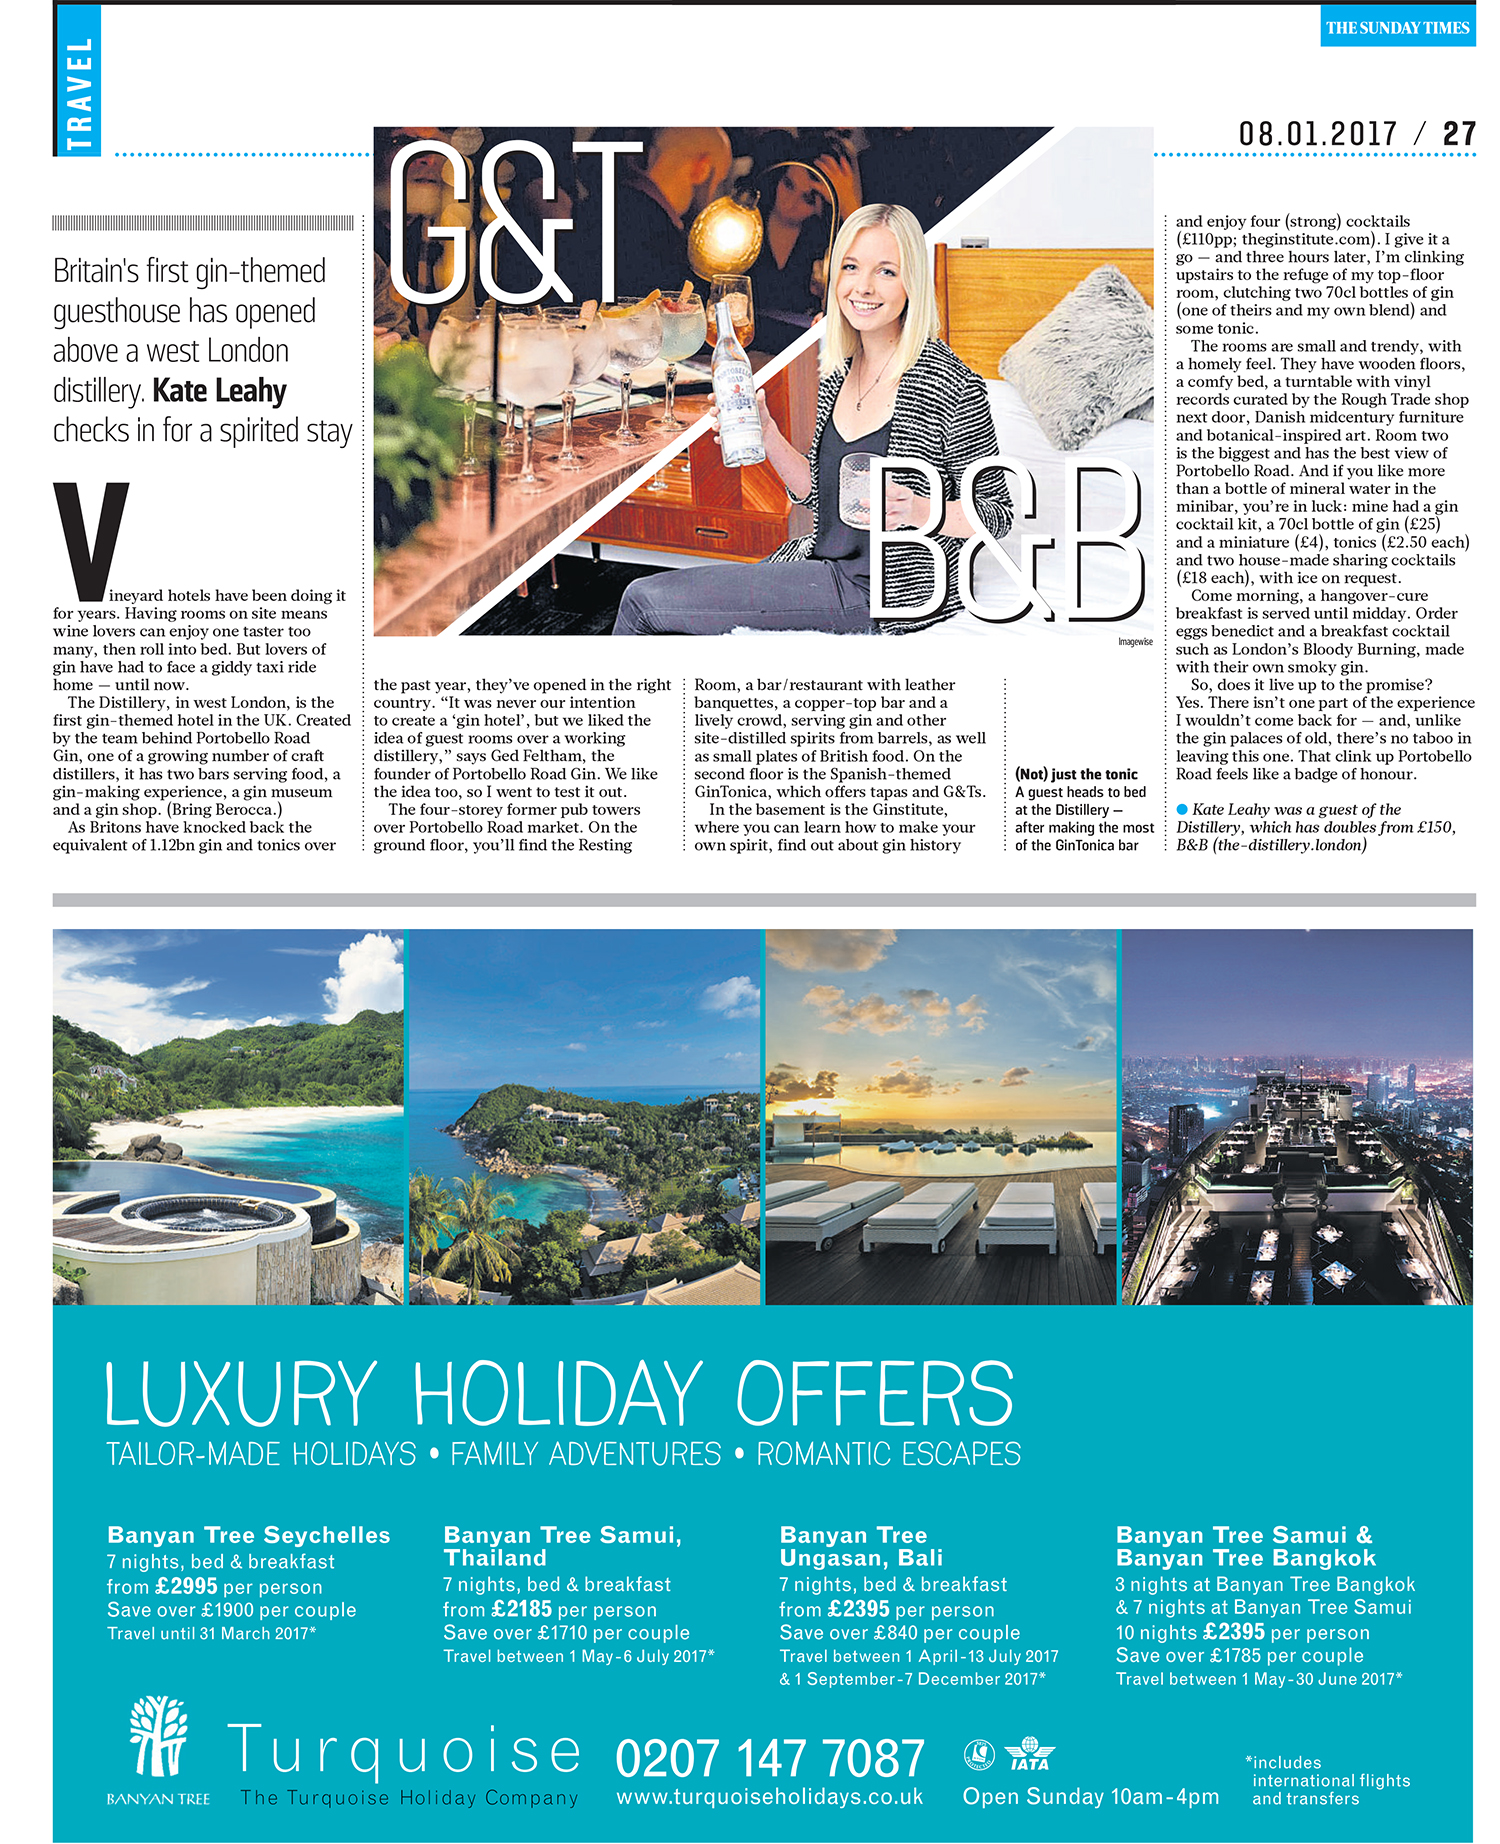 TRAVEL
THE SUNDAY TIMES
08.01.2017 / 27
G&T
B&B
Imagewise
Britain's first gin-themed
guesthouse has opened
above a west London
distillery. Kate Leahy
checks in for a spirited stay
Vineyard hotels have been doing it
for years. Having rooms on site means
wine lovers can enjoy one taster too
many, then roll into bed. But lovers of
gin have had to face a giddy taxi ride
home — until now.
The Distillery, in west London, is the
first gin-themed hotel in the UK. Created
by the team behind Portobello Road
Gin, one of a growing number of craft
distillers, it has two bars serving food, a
gin-making experience, a gin museum
and a gin shop. (Bring Berocca.)
As Britons have knocked back the
equivalent of 1.12bn gin and tonics over
the past year, they've opened in the right
country. “It was never our intention
to create a ‘gin hotel’, but we liked the
idea of guest rooms over a working
distillery,” says Ged Feltham, the
founder of Portobello Road Gin. We like
the idea too, so I went to test it out.
The four-storey former pub towers
over Portobello Road market. On the
ground floor, you'll find the Resting
Room, a bar/restaurant with leather
banquettes, a copper-top bar and a
lively crowd, serving gin and other
site-distilled spirits from barrels, as well
as small plates of British food. On the
second floor is the Spanish-themed
GinTonica, which offers tapas and G&Ts.
In the basement is the Ginstitute,
where you can learn how to make your
own spirit, find out about gin history
(Not) just the tonic
A guest heads to bed
at the Distillery —
after making the most
of the GinTonica bar
and enjoy four (strong) cocktails
(£110pp; theginstitute.com). I give it a
go — and three hours later, I'm clinking
upstairs to the refuge of my top-floor
room, clutching two 70cl bottles of gin
(one of theirs and my own blend) and
some tonic.
The rooms are small and trendy, with
a homely feel. They have wooden floors,
a comfy bed, a turntable with vinyl
records curated by the Rough Trade shop
next door, Danish midcentury furniture
and botanical-inspired art. Room two
is the biggest and has the best view of
Portobello Road. And if you like more
than a bottle of mineral water in the
minibar, you're in luck: mine had a gin
cocktail kit, a 70cl bottle of gin (£25)
and a miniature (£4), tonics (£2.50 each)
and two house-made sharing cocktails
(£18 each), with ice on request.
Come morning, a hangover-cure
breakfast is served until midday. Order
eggs benedict and a breakfast cocktail
such as London's Bloody Burning, made
with their own smoky gin.
So, does it live up to the promise?
Yes. There isn't one part of the experience
I wouldn't come back for — and, unlike
the gin palaces of old, there's no taboo in
leaving this one. That clink up Portobello
Road feels like a badge of honour.
● Kate Leahy was a guest of the
Distillery, which has doubles from £150,
B&B (the-distillery.london)
LUXURY HOLIDAY OFFERS
TAILOR-MADE HOLIDAYS • FAMILY ADVENTURES • ROMANTIC ESCAPES
Banyan Tree Seychelles
7 nights, bed & breakfast
from £2995 per person
Save over £1900 per couple
Travel until 31 March 2017*
Banyan Tree Samui,
Thailand
7 nights, bed & breakfast
from £2185 per person
Save over £1710 per couple
Travel between 1 May-6 July 2017*
Banyan Tree
Ungasan, Bali
7 nights, bed & breakfast
from £2395 per person
Save over £840 per couple
Travel between 1 April-13 July 2017
& 1 September-7 December 2017*
Banyan Tree Samui &
Banyan Tree Bangkok
3 nights at Banyan Tree Bangkok
& 7 nights at Banyan Tree Samui
10 nights £2395 per person
Save over £1785 per couple
Travel between 1 May-30 June 2017*
BANYAN TREE
Turquoise
The Turquoise Holiday Company
0207 147 7087
www.turquoiseholidays.co.uk
IATA
Open Sunday 10am-4pm
*includes
international flights
and transfers